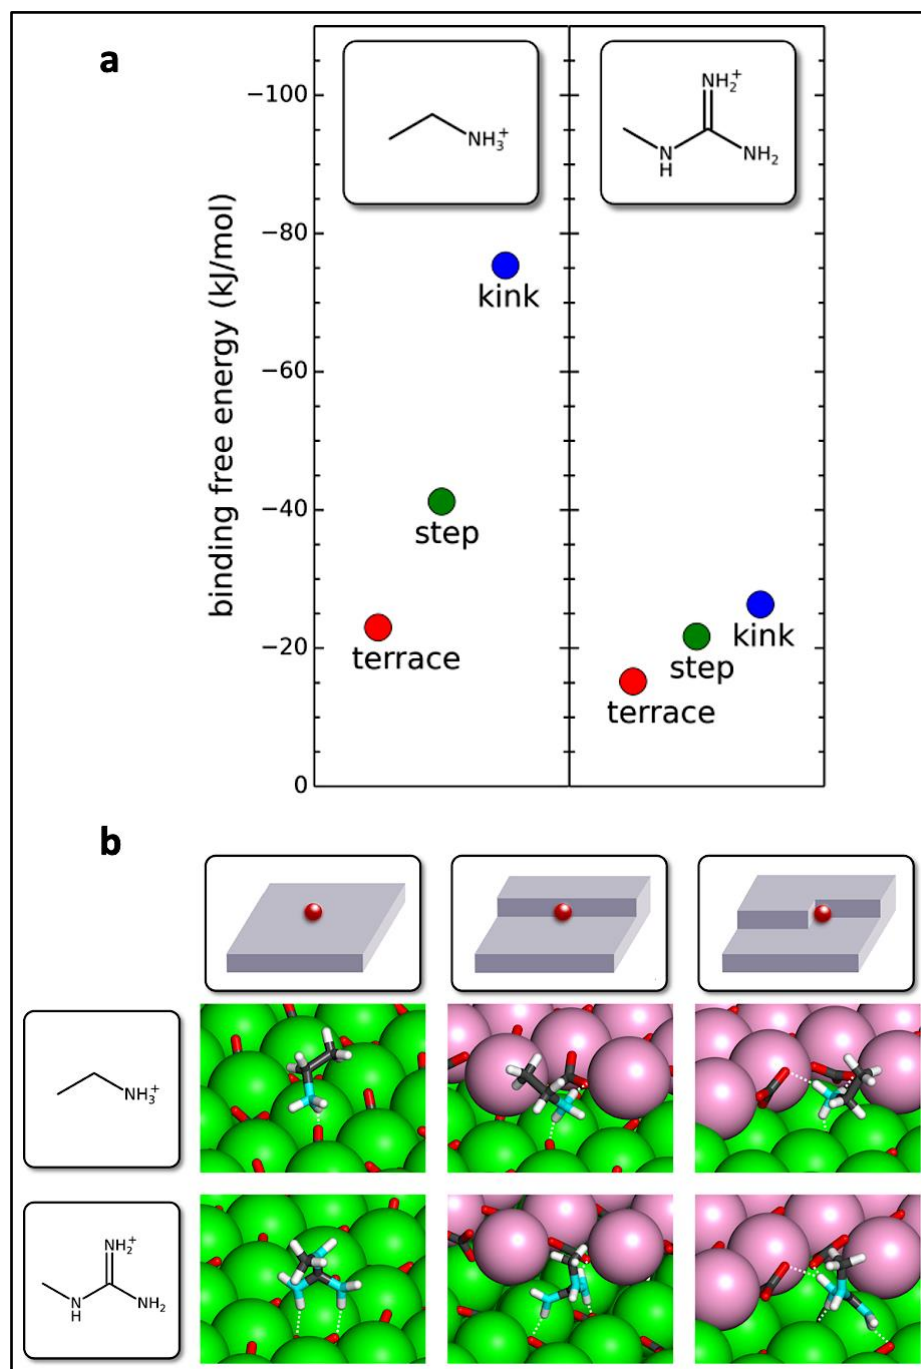 a
binding free energy (kJ/mol)
−100
−80
−60
−40
−20
0
NH₃⁺
kink
step
terrace
NH₂⁺
N
H
NH₂
kink
step
terrace
b
NH₃⁺
NH₂⁺
N
H
NH₂